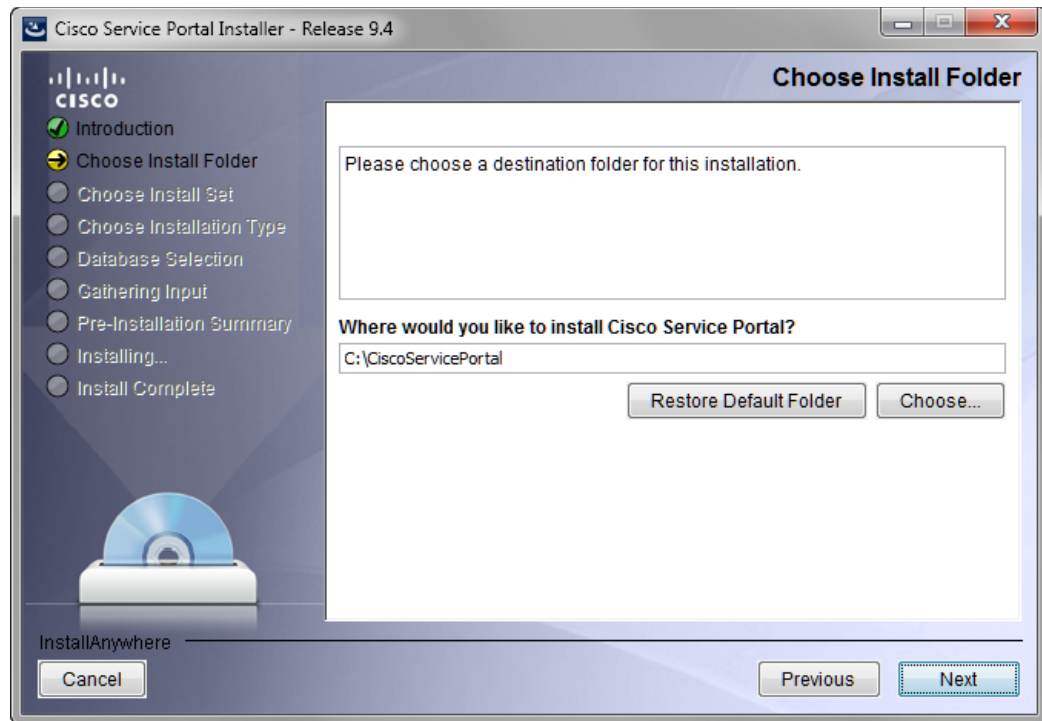 Cisco Service Portal Installer - Release 9.4
CISCO
Choose Install Folder
Introduction
Choose Install Folder
Choose Install Set
Choose Installation Type
Database Selection
Gathering Input
Pre-Installation Summary
Installing...
Install Complete
Please choose a destination folder for this installation.
Where would you like to install Cisco Service Portal?
C:\CiscoServicePortal
Restore Default Folder
Choose...
InstallAnywhere
Cancel
Previous
Next